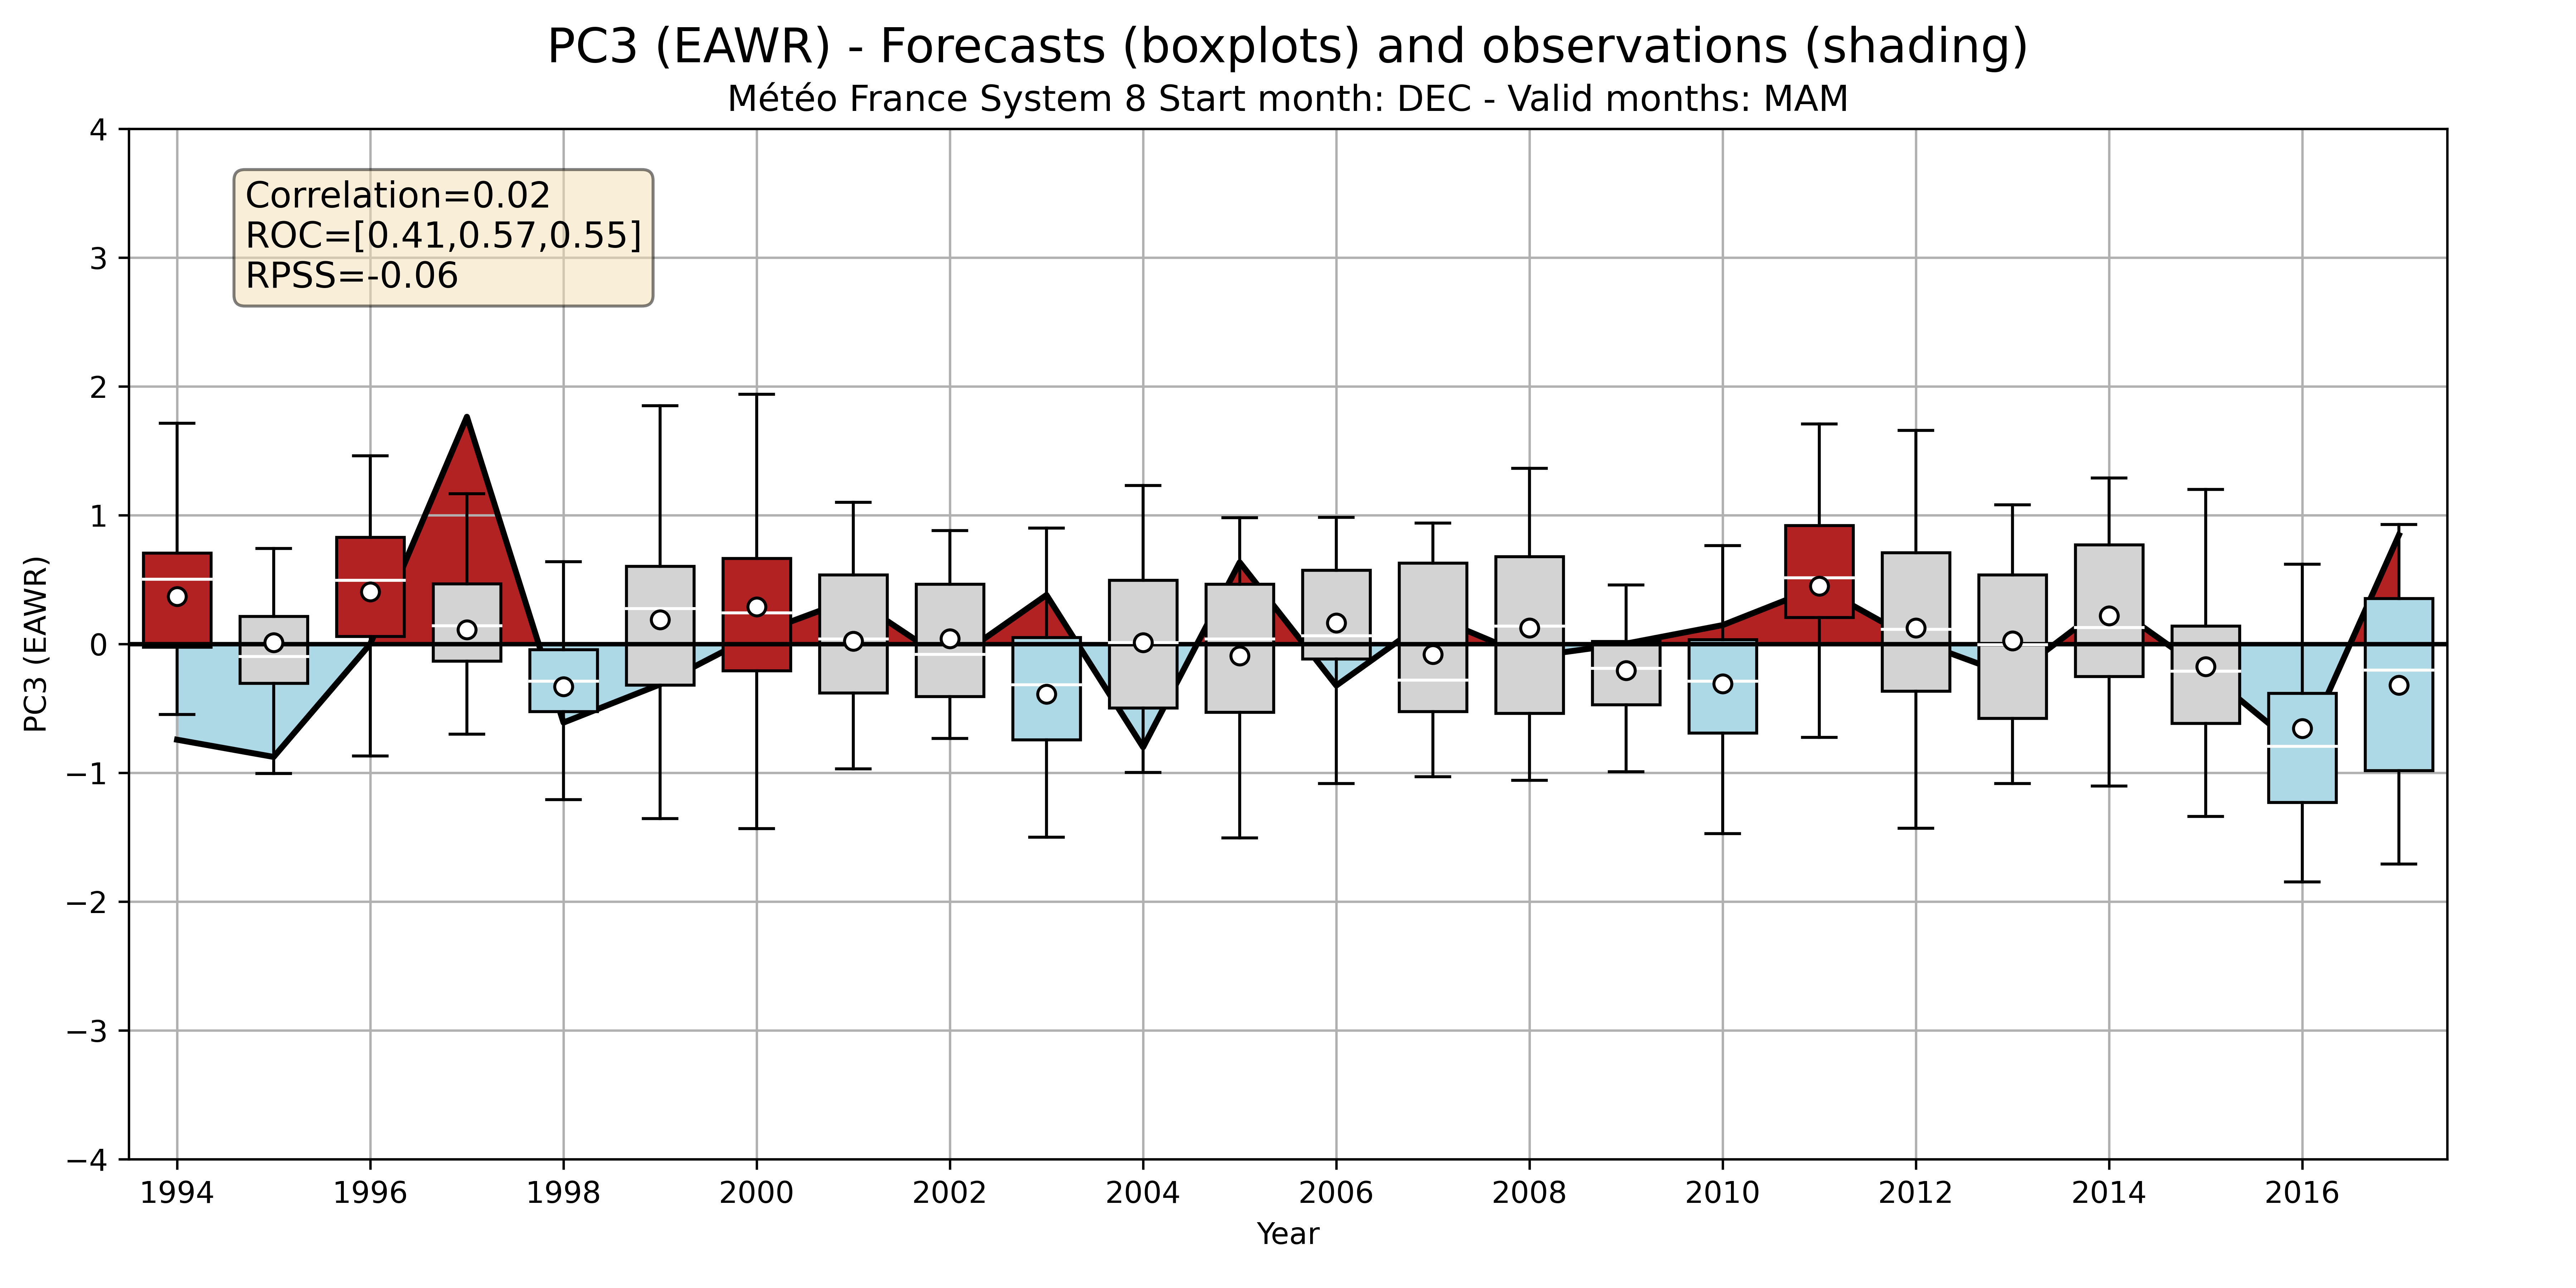 PC3 (EAWR) - Forecasts (boxplots) and observations (shading)
Météo France System 8 Start month: DEC - Valid months: MAM
Correlation=0.02
ROC=[0.41,0.57,0.55]
RPSS=-0.06
PC3 (EAWR)
4
3
2
1
0
−1
−2
−3
−4
1994 1996 1998 2000 2002 2004 2006 2008 2010 2012 2014 2016
Year